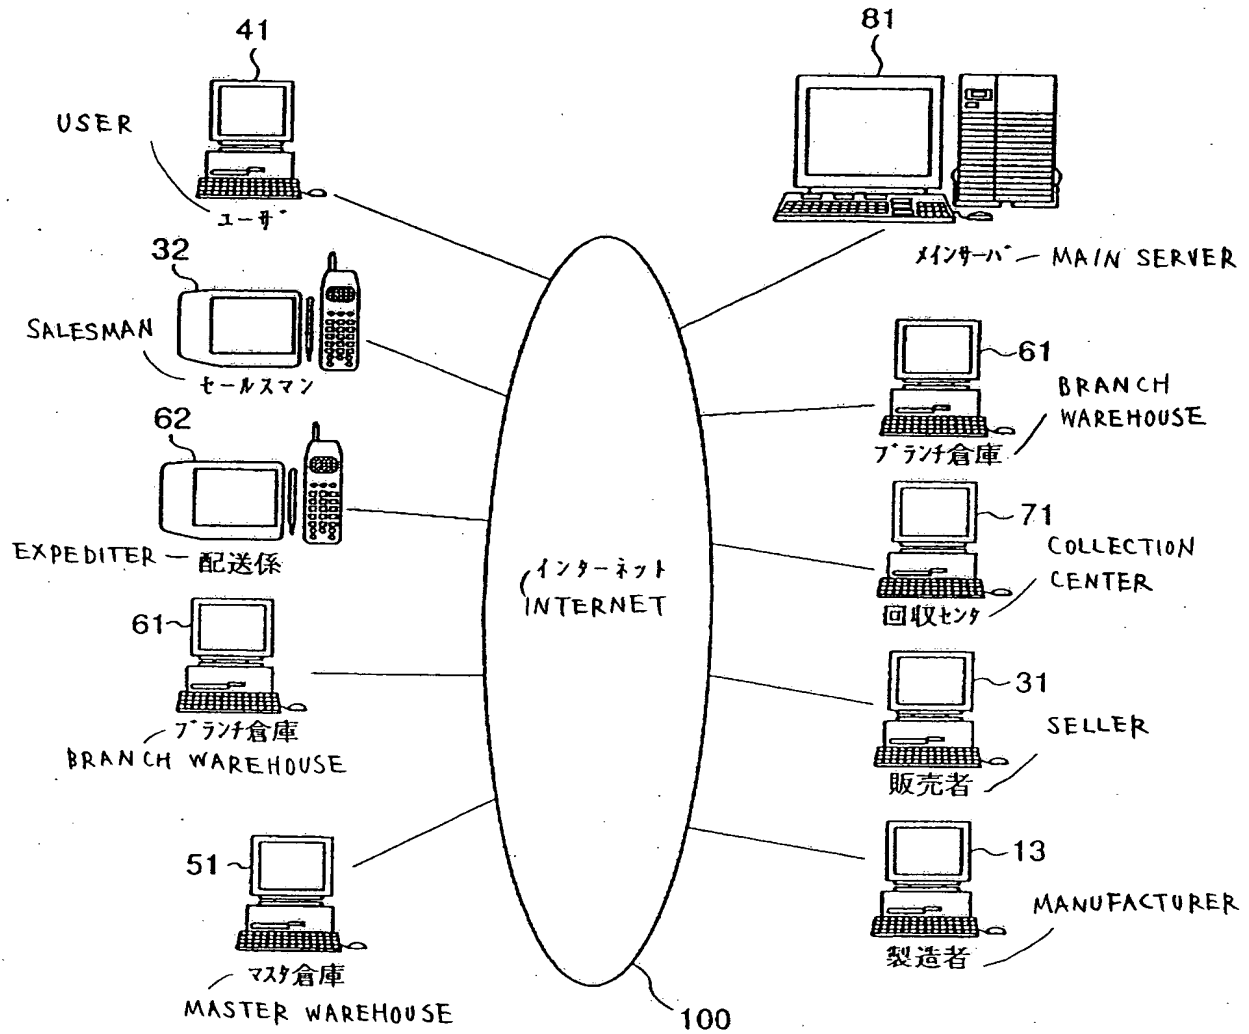 41
USER
ユーザ
32
SALESMAN
セールスマン
62
EXPEDITER
配送係
61
ブランチ倉庫
BRANCH WAREHOUSE
51
マスタ倉庫
MASTER WAREHOUSE
インターネット
INTERNET
100
81
メインサーバ
MAIN SERVER
61
BRANCH
WAREHOUSE
ブランチ倉庫
71
COLLECTION
CENTER
回収センタ
31
SELLER
販売者
13
MANUFACTURER
製造者